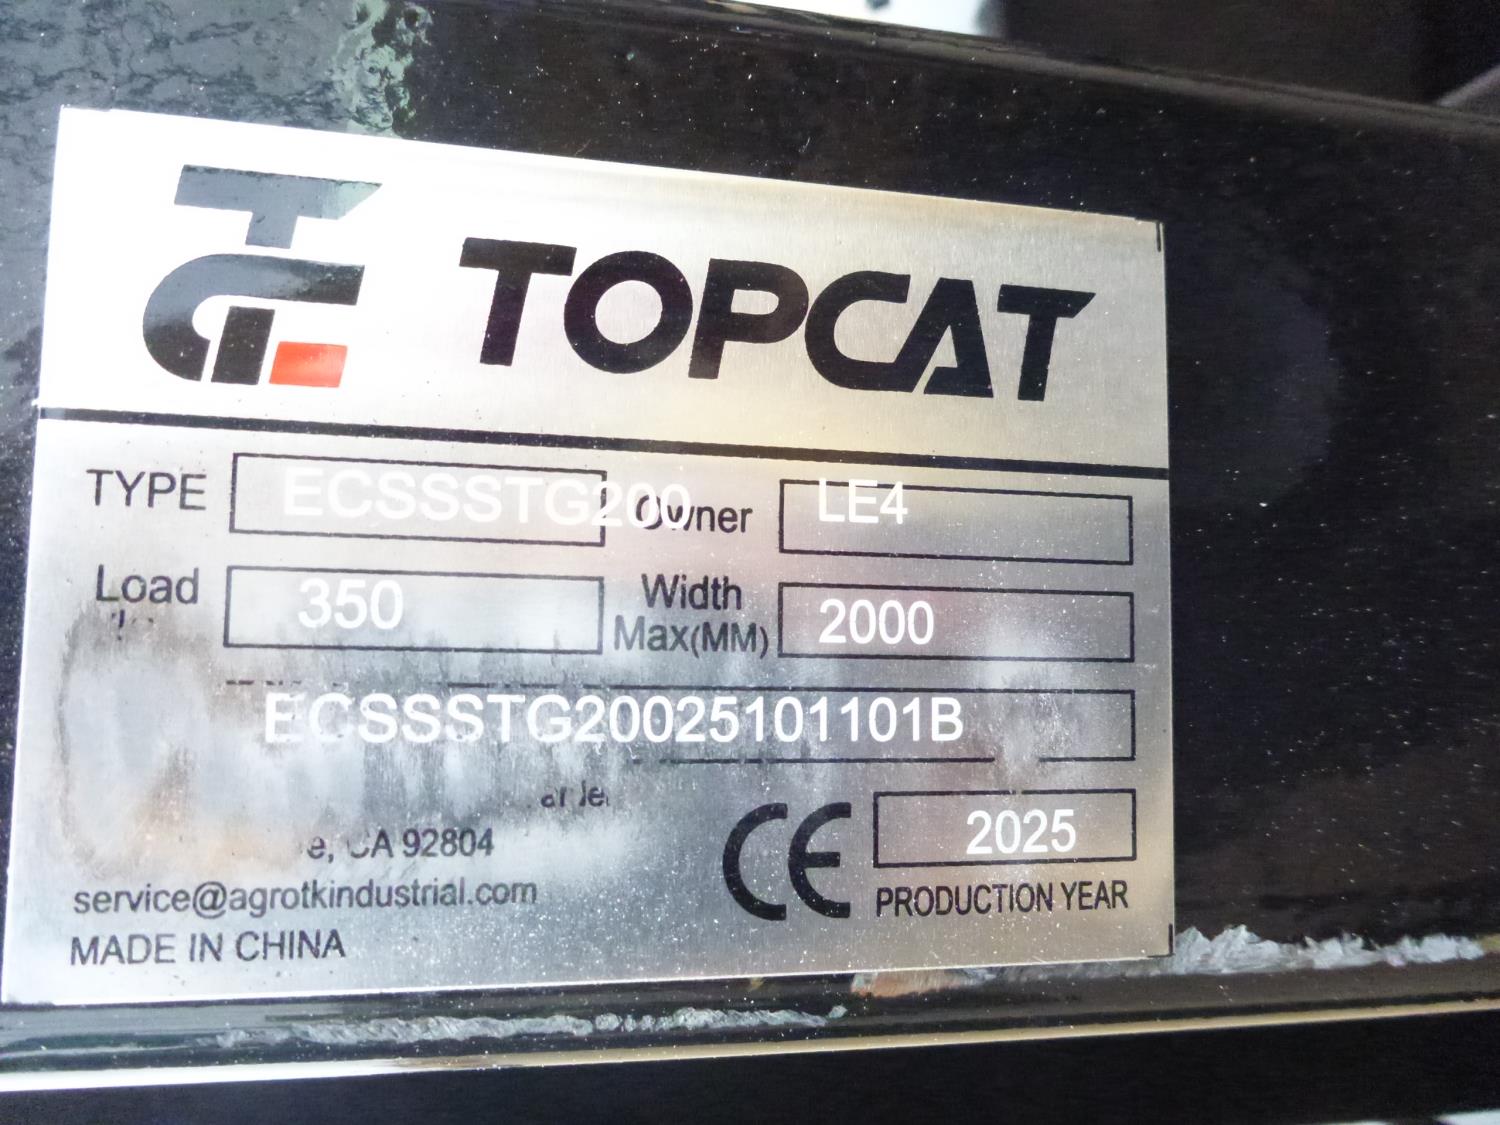 TOPCAT
TYPE ECSSSTG200 Owner LE4
Load 350 Width Max(MM) 2000
ECSSSTG20025101101B
CA 92804
service@agrotkindustrial.com
MADE IN CHINA
CE 2025
PRODUCTION YEAR